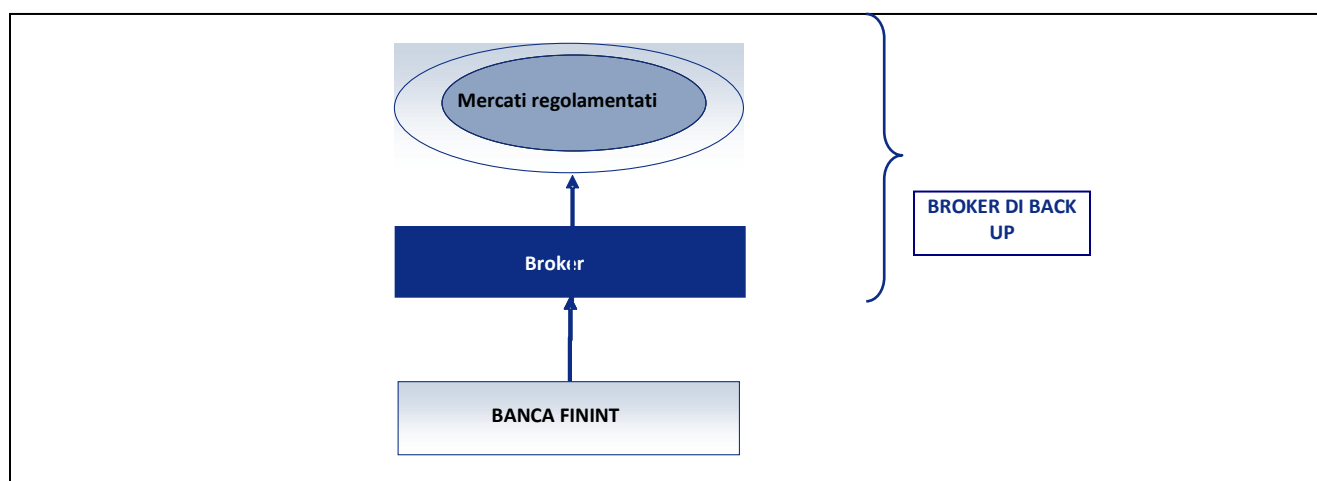 Mercati regolamentati
BROKER DI BACK
UP
Broker
BANCA FININT